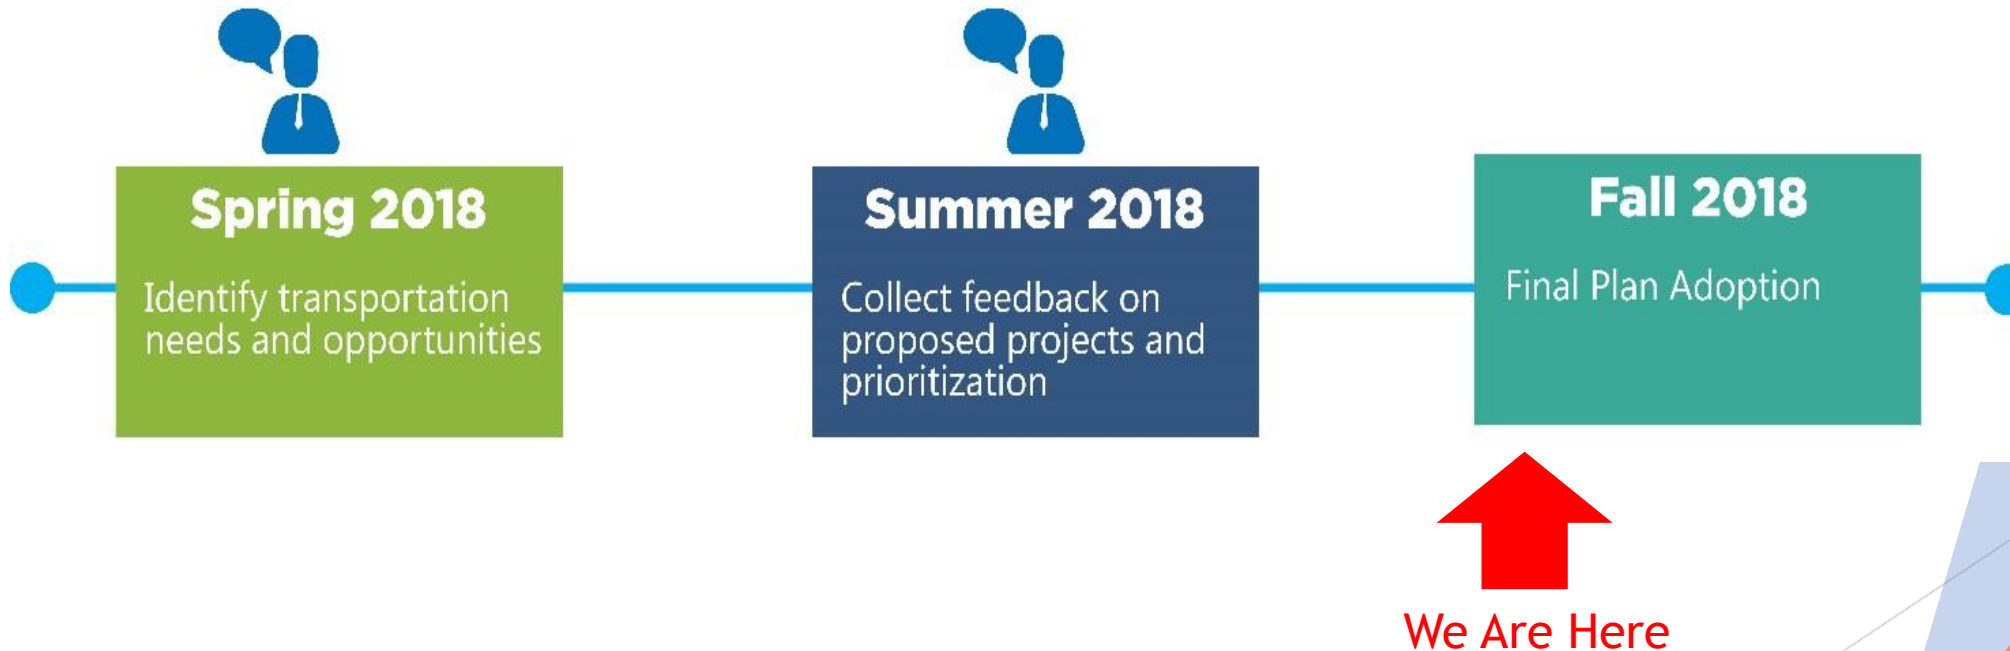 Spring 2018
Identify transportation
needs and opportunities
Summer 2018
Collect feedback on
proposed projects and
prioritization
Fall 2018
Final Plan Adoption
We Are Here